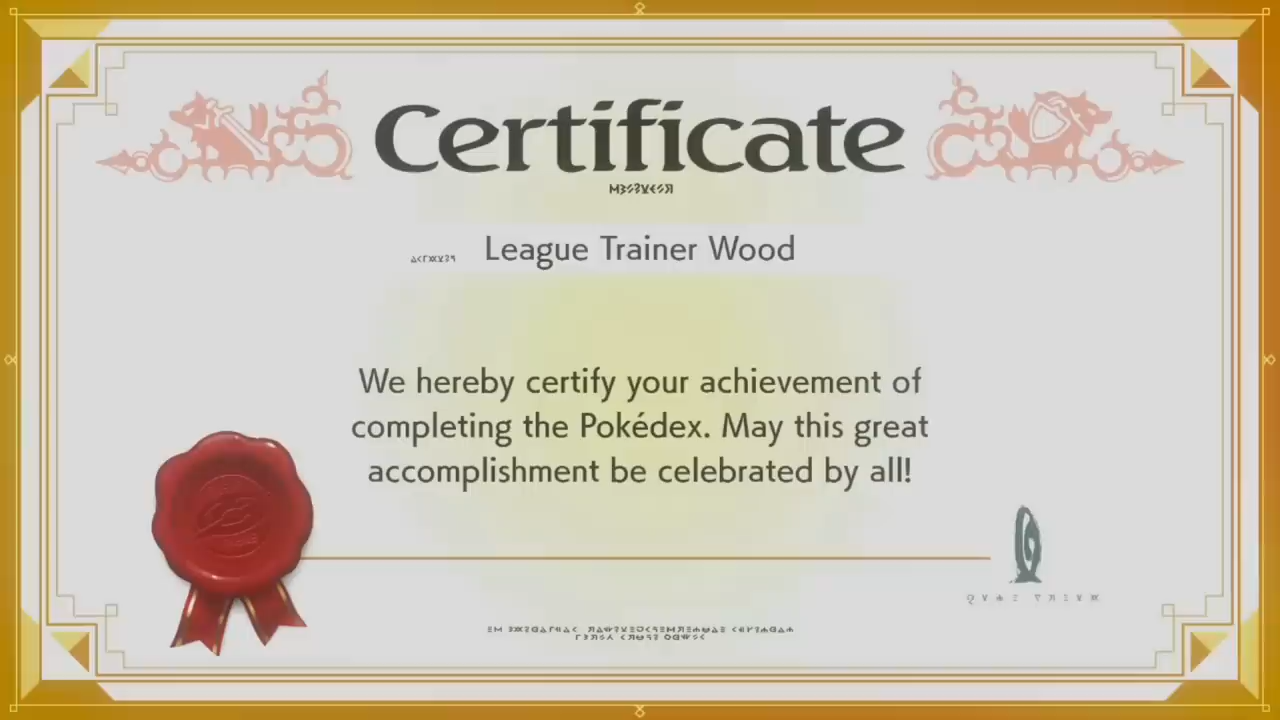 Certificate
League Trainer Wood
We hereby certify your achievement of
completing the Pokédex. May this great
accomplishment be celebrated by all!